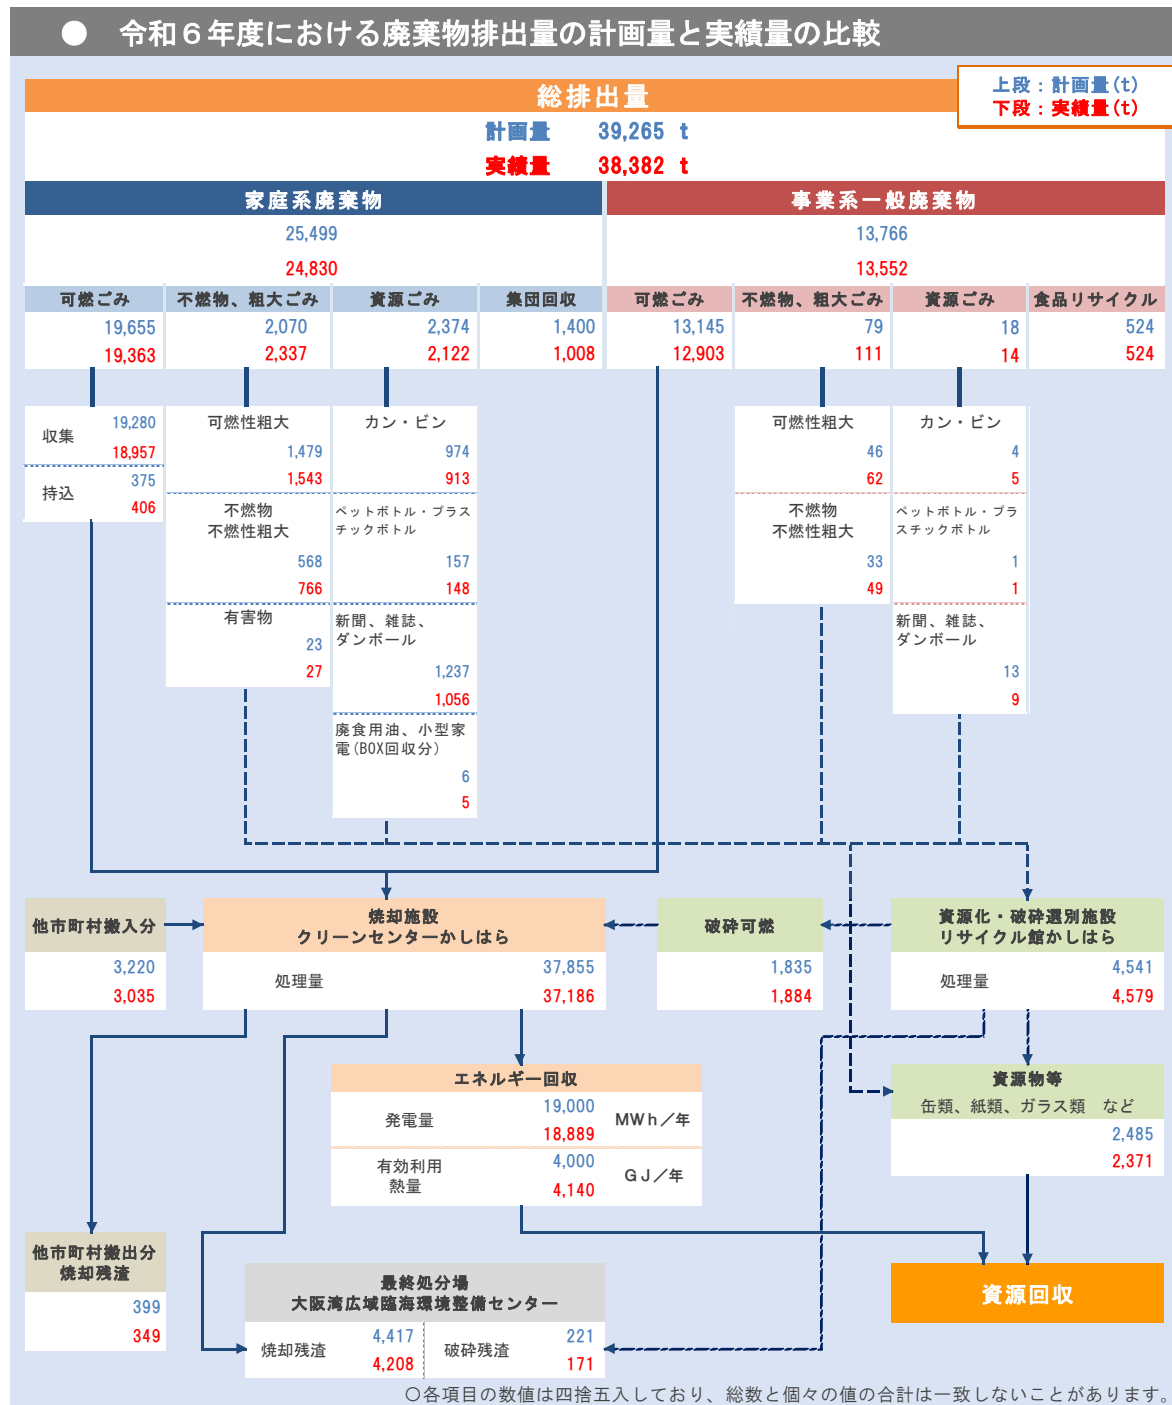 ● 令和６年度における廃棄物排出量の計画量と実績量の比較
上段：計画量(t)
下段：実績量(t)
総排出量
計画量 39,265 t
実績量 38,382 t
家庭系廃棄物 事業系一般廃棄物
25,499 13,766
24,830 13,552
可燃ごみ 不燃物、粗大ごみ 資源ごみ 集団回収 可燃ごみ 不燃物、粗大ごみ 資源ごみ 食品リサイクル
19,655 2,070 2,374 1,400 13,145 79 18 524
19,363 2,337 2,122 1,008 12,903 111 14 524
収集
19,280
18,957
持込
375
406
可燃性粗大
1,479
1,543
不燃物
不燃性粗大
568
766
有害物
23
27
カン・ビン
974
913
ペットボトル・プラス
チックボトル
157
148
新聞、雑誌、
ダンボール
1,237
1,056
廃食用油、小型家
電(BOX回収分)
6
5
可燃性粗大
46
62
不燃物
不燃性粗大
33
49
カン・ビン
4
5
ペットボトル・プラ
スチックボトル
1
1
新聞、雑誌、
ダンボール
13
9
他市町村搬入分
3,220
3,035
焼却施設
クリーンセンターかしはら
処理量
37,855
37,186
破砕可燃
1,835
1,884
資源化・破砕選別施設
リサイクル館かしはら
処理量
4,541
4,579
エネルギー回収
発電量
19,000
18,889
MWｈ／年
有効利用
熱量
4,000
4,140
ＧＪ／年
資源物等
缶類、紙類、ガラス類 など
2,485
2,371
他市町村搬出分
焼却残渣
399
349
最終処分場
大阪湾広域臨海環境整備センター
焼却残渣
4,417
4,208
破砕残渣
221
171
資源回収
○各項目の数値は四捨五入しており、総数と個々の値の合計は一致しないことがあります。